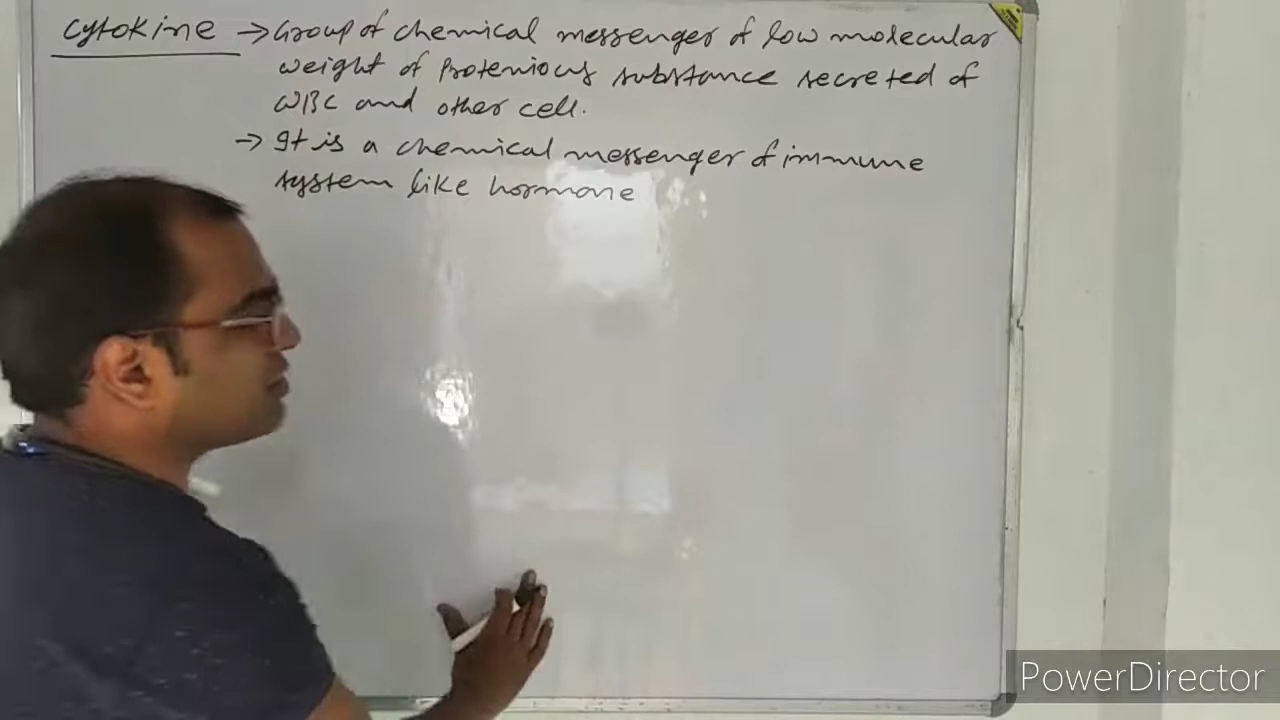 Cytokine → Group of chemical messenger of low molecular
weight of Protenious substance secreted of
WBC and other cell.
→ It is a chemical messenger of immune
system like hormone
PowerDirector